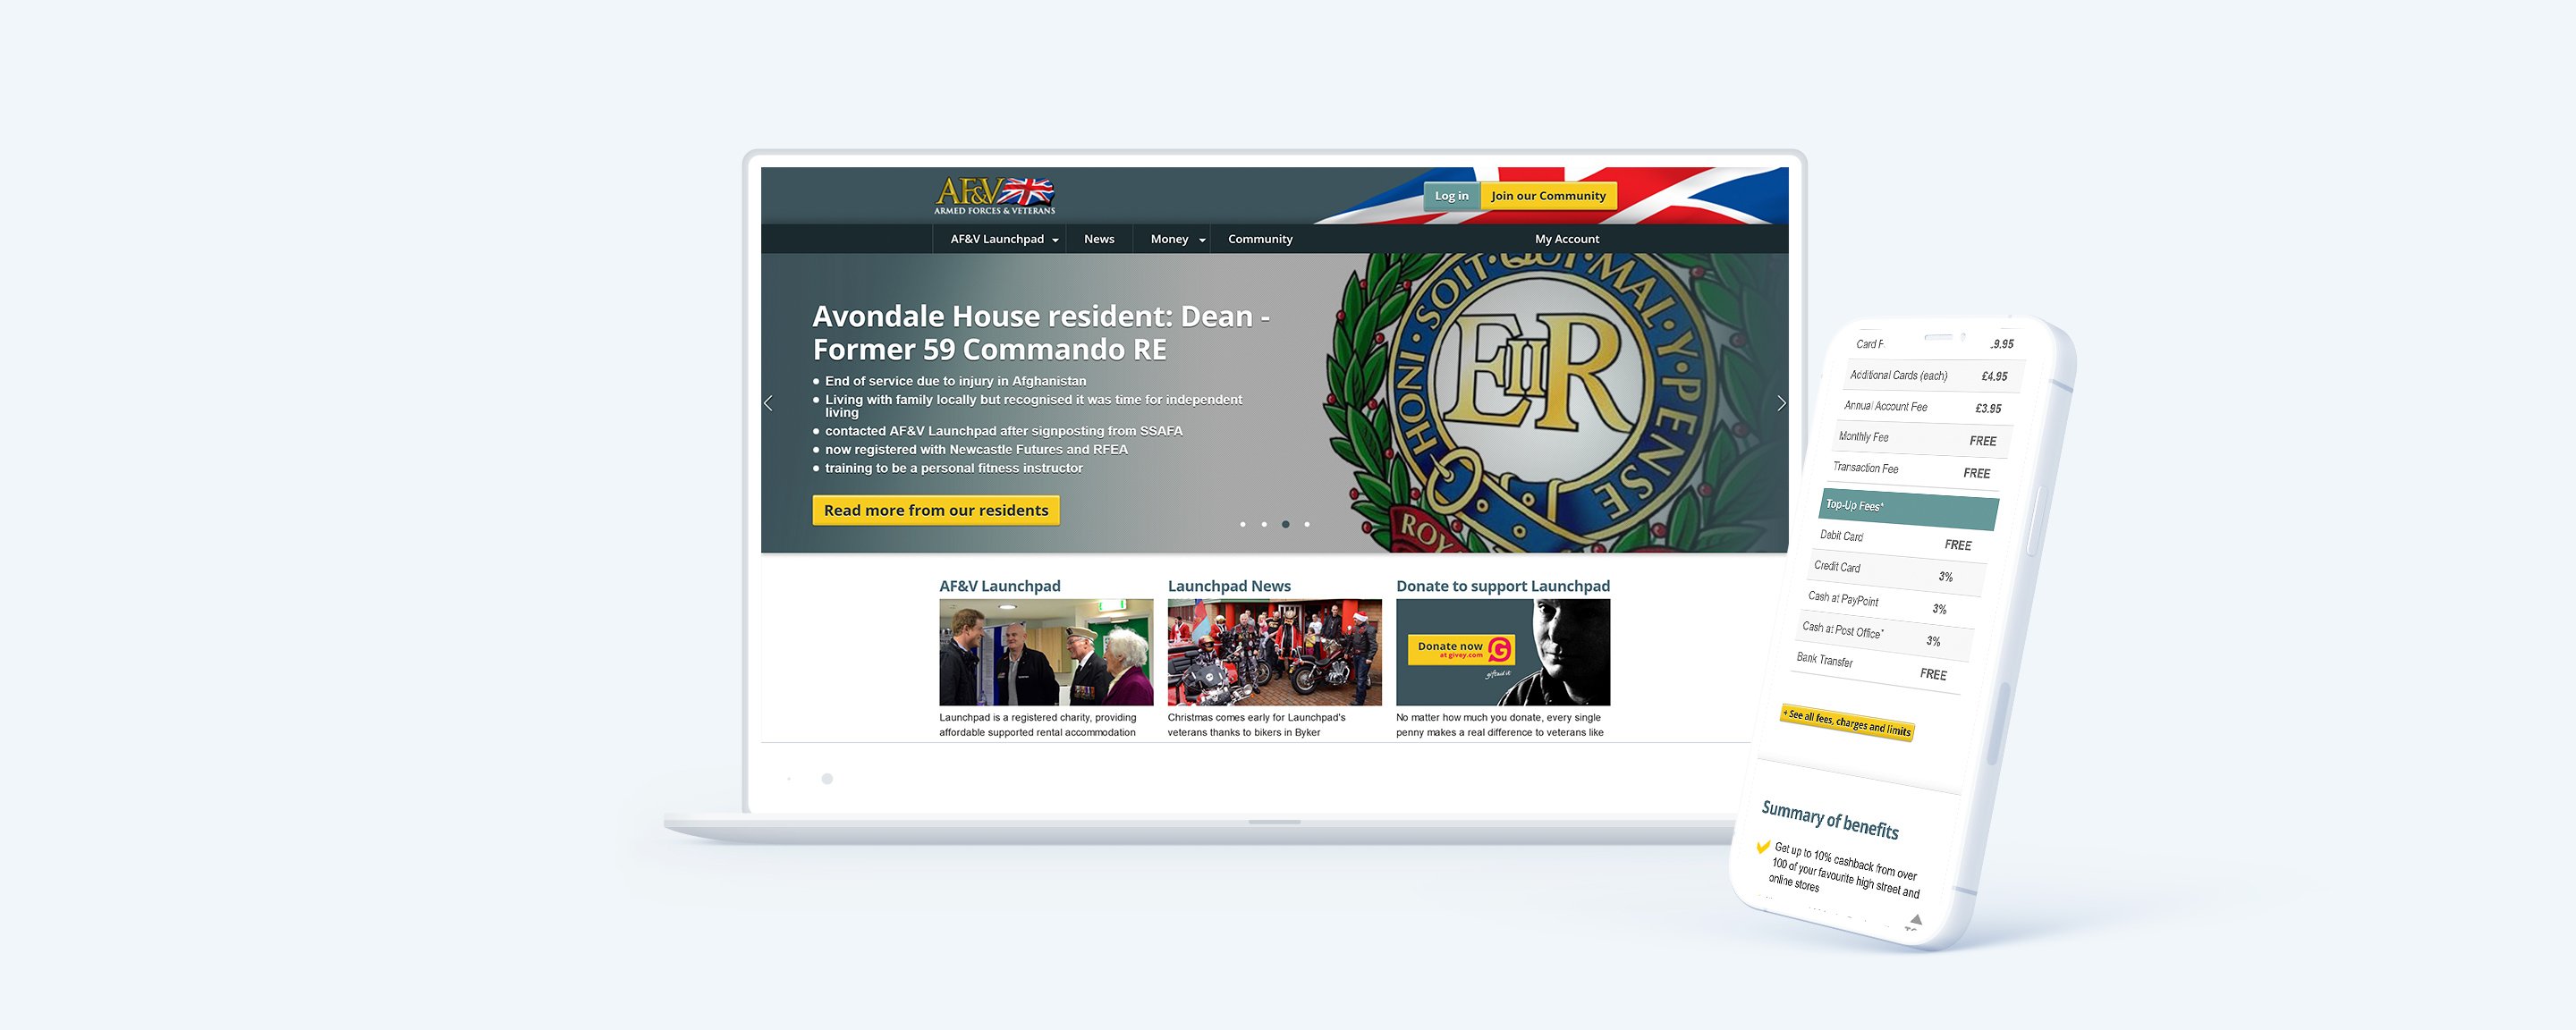 AF&V
ARMED FORCES & VETERANS
Log in
Join our Community
AF&V Launchpad
News
Money
Community
My Account
Avondale House resident: Dean -
Former 59 Commando RE
End of service due to injury in Afghanistan
Living with family locally but recognised it was time for independent
living
contacted AF&V Launchpad after signposting from SSAFA
now registered with Newcastle Futures and RFEA
training to be a personal fitness instructor
Read more from our residents
HONI · SOIT · QUI · MAL · Y · PENSE
EIIR
ROY
AF&V Launchpad
Launchpad News
Donate to support Launchpad
Donate now
at givey.com
giftaid it
Launchpad is a registered charity, providing
affordable supported rental accommodation
Christmas comes early for Launchpad's
veterans thanks to bikers in Byker
No matter how much you donate, every single
penny makes a real difference to veterans like
Card F 9.95
Additional Cards (each) £4.95
Annual Account Fee £3.95
Monthly Fee FREE
Transaction Fee FREE
Top-Up Fees*
Debit Card FREE
Credit Card 3%
Cash at PayPoint 3%
Cash at Post Office* 3%
Bank Transfer FREE
+ See all fees, charges and limits
Summary of benefits
Get up to 10% cashback from over
100 of your favourite high street and
online stores